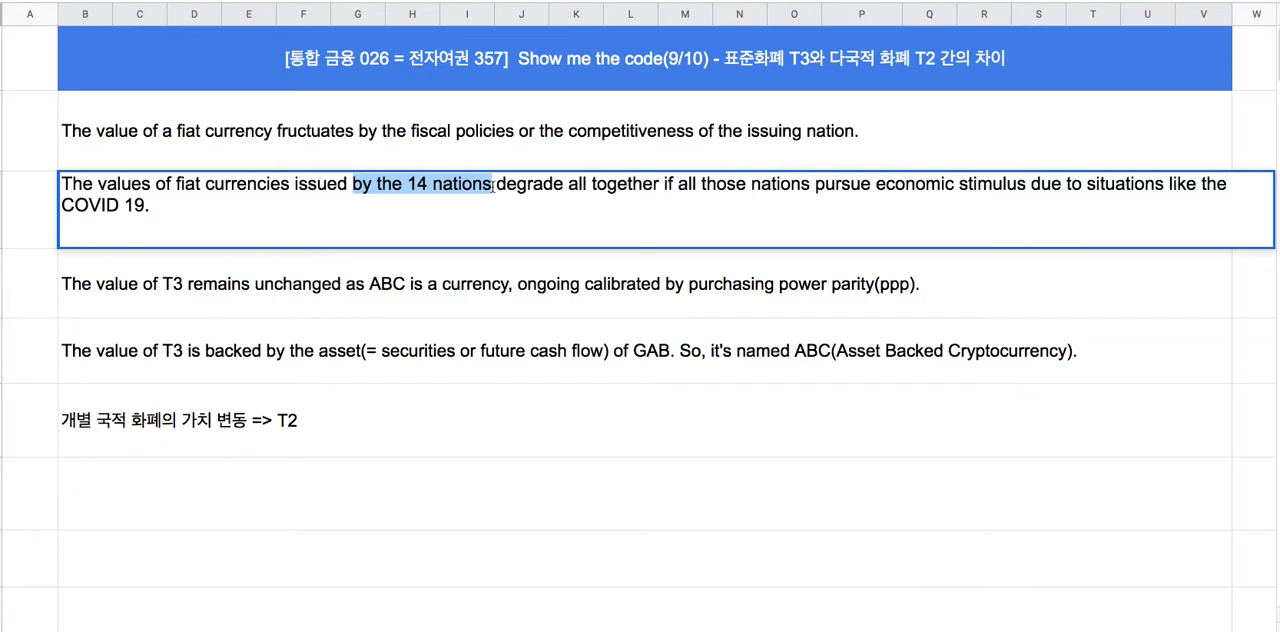 A B C D E F G H I J K L M N O P Q R S T U V W
[통합 금융 026 = 전자여권 357] Show me the code(9/10) - 표준화폐 T3와 다국적 화폐 T2 간의 차이
The value of a fiat currency fructuates by the fiscal policies or the competitiveness of the issuing nation.
The values of fiat currencies issued by the 14 nations degrade all together if all those nations pursue economic stimulus due to situations like the
COVID 19.
The value of T3 remains unchanged as ABC is a currency, ongoing calibrated by purchasing power parity(ppp).
The value of T3 is backed by the asset(= securities or future cash flow) of GAB. So, it's named ABC(Asset Backed Cryptocurrency).
개별 국적 화폐의 가치 변동 => T2